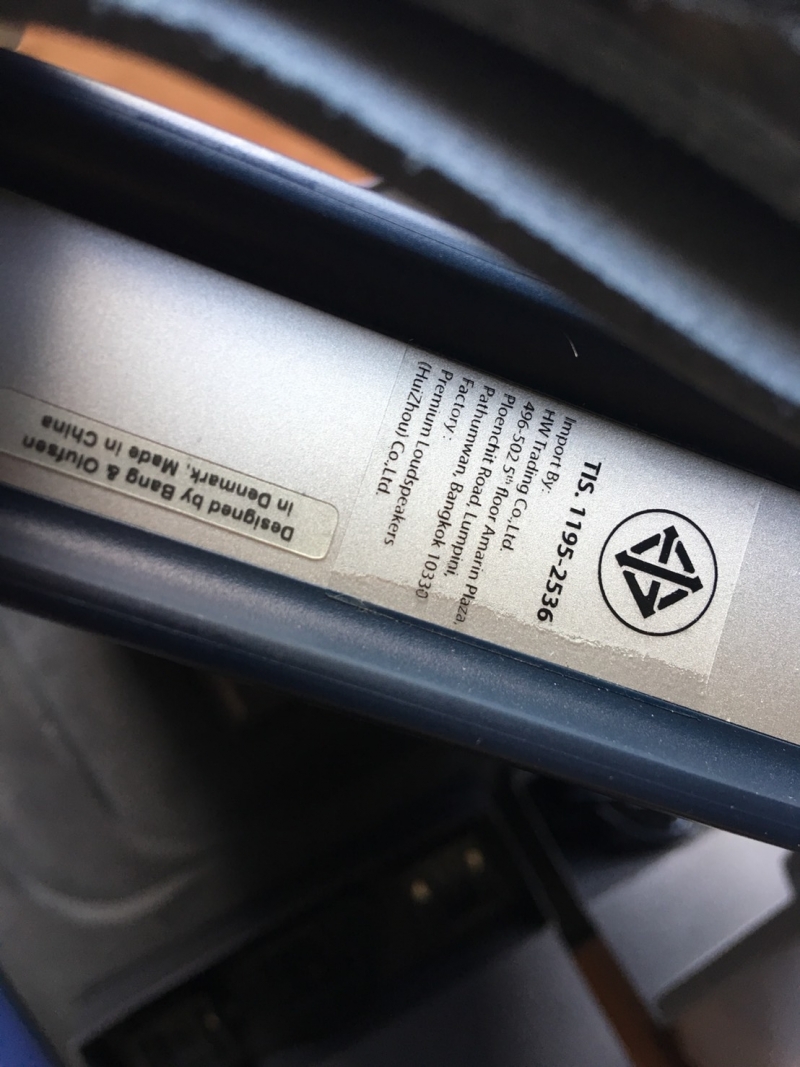 TIS. 1195-2536
Import By:
HW Trading Co,.Ltd.
496-502 5th floor Amarin Plaza,
Ploenchit Road, Lumpini,
Pathumwan, Bangkok 10330
Factory :
Premium Loudspeakers
(HuiZhou) Co,.Ltd.
Designed by Bang & Olufsen
in Denmark, Made in China